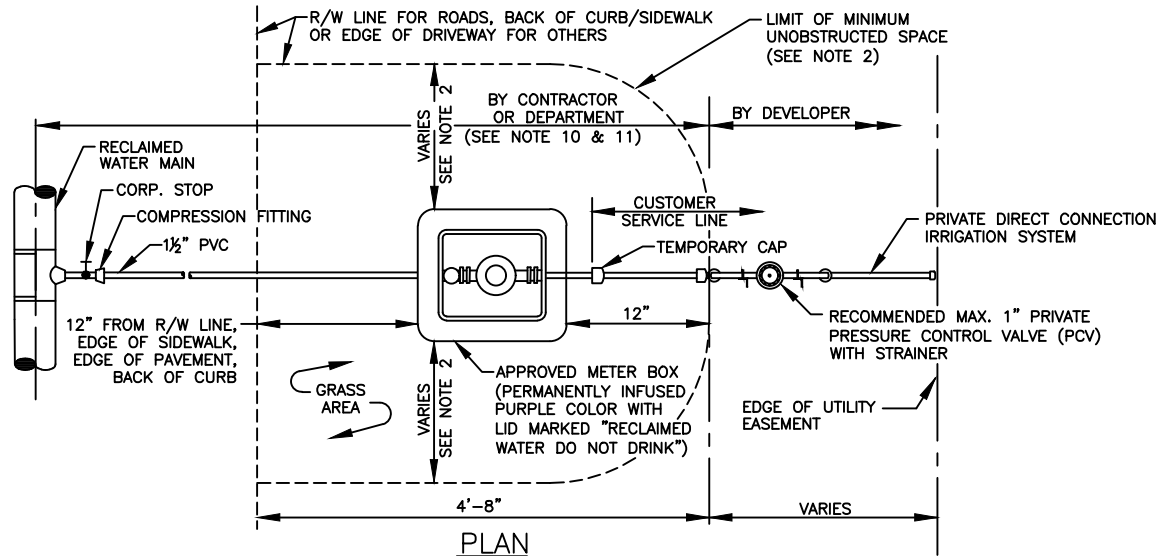 R/W LINE FOR ROADS, BACK OF CURB/SIDEWALK
OR EDGE OF DRIVEWAY FOR OTHERS
LIMIT OF MINIMUM
UNOBSTRUCTED SPACE
(SEE NOTE 2)
BY CONTRACTOR
OR DEPARTMENT
(SEE NOTE 10 & 11)
BY DEVELOPER
VARIES
SEE NOTE 2
RECLAIMED
WATER MAIN
CORP. STOP
COMPRESSION FITTING
1½" PVC
CUSTOMER
SERVICE LINE
TEMPORARY CAP
PRIVATE DIRECT CONNECTION
IRRIGATION SYSTEM
12" FROM R/W LINE,
EDGE OF SIDEWALK,
EDGE OF PAVEMENT,
BACK OF CURB
12"
RECOMMENDED MAX. 1" PRIVATE
PRESSURE CONTROL VALVE (PCV)
WITH STRAINER
GRASS
AREA
VARIES
SEE NOTE 2
APPROVED METER BOX
(PERMANENTLY INFUSED
PURPLE COLOR WITH
LID MARKED "RECLAIMED
WATER DO NOT DRINK")
EDGE OF UTILITY
EASEMENT
4'-8"
VARIES
PLAN